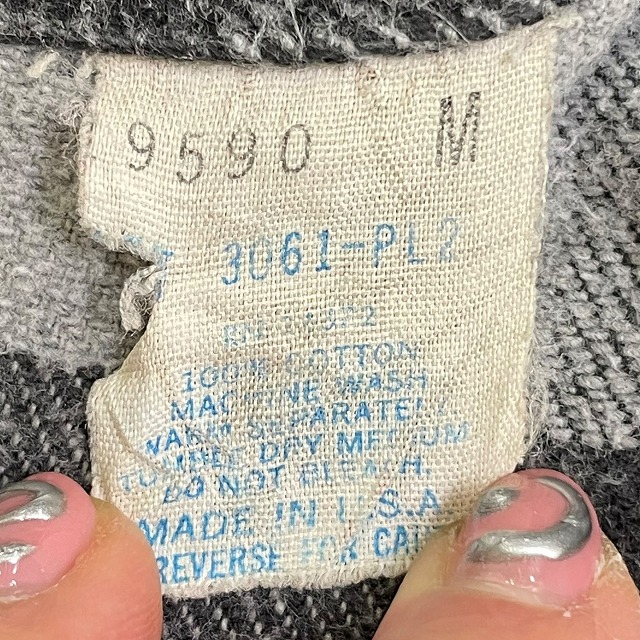 9590 M
3061-PL2
RN
100% COTTON
MACHINE WASH
WARM SEPARATELY
TUMBLE DRY MEDIUM
DO NOT BLEACH
MADE IN U.S.A
REVERSE FOR